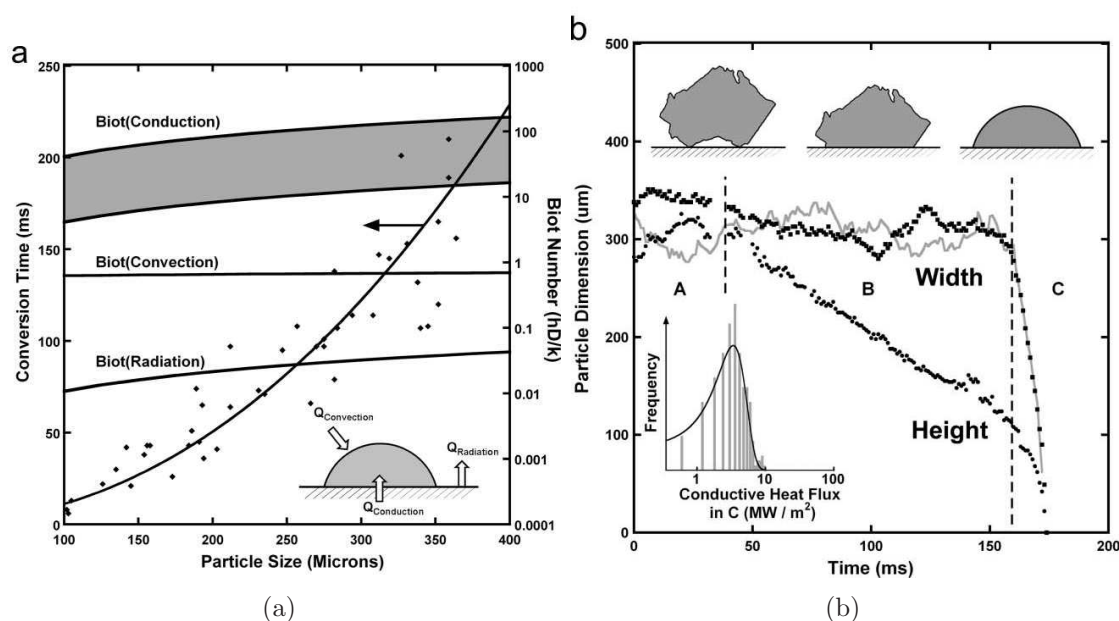 a
250
200
150
100
50
0
Conversion Time (ms)
Biot(Conduction)
Biot(Convection)
Biot(Radiation)
Q Convection
Q Radiation
Q Conduction
1000
100
10
1
0.1
0.01
0.001
0.0001
Biot Number (hD/k)
100 150 200 250 300 350 400
Particle Size (Microns)
(a)
b
500
400
300
200
100
0
Particle Dimension (um)
A
B
C
Width
Height
Frequency
1 10 100
Conductive Heat Flux
in C (MW / m²)
0 50 100 150 200
Time (ms)
(b)